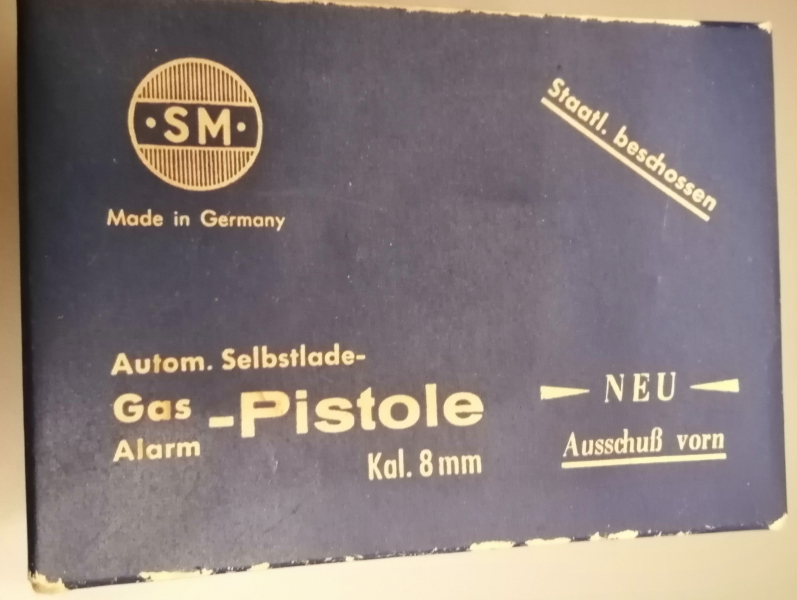 ·SM·
Made in Germany
Staatl. beschossen
Autom. Selbstlade-
Gas
Alarm
-Pistole
Kal. 8 mm
NEU
Ausschuß vorn